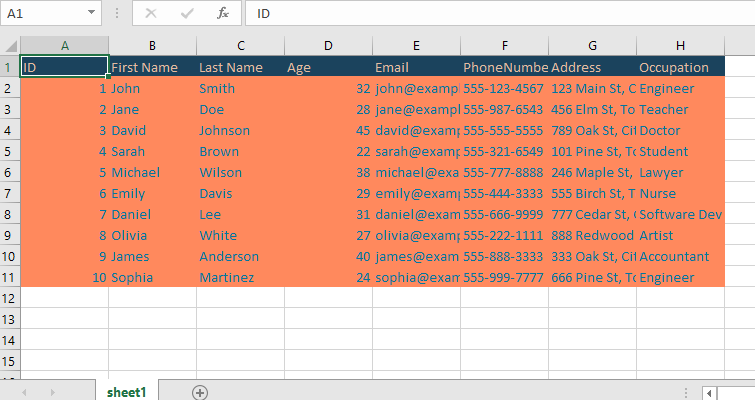 A1 fx ID
A B C D E F G H
1 ID First Name Last Name Age Email PhoneNumbe Address Occupation
2 1 John Smith 32 john@exampl 555-123-4567 123 Main St, C Engineer
3 2 Jane Doe 28 jane@exampl 555-987-6543 456 Elm St, To Teacher
4 3 David Johnson 45 david@examp 555-555-5555 789 Oak St, Cit Doctor
5 4 Sarah Brown 22 sarah@examp 555-321-6549 101 Pine St, To Student
6 5 Michael Wilson 38 michael@exa 555-777-8888 246 Maple St, Lawyer
7 6 Emily Davis 29 emily@examp 555-444-3333 555 Birch St, T Nurse
8 7 Daniel Lee 31 daniel@exam 555-666-9999 777 Cedar St, Software Dev
9 8 Olivia White 27 olivia@exam 555-222-1111 888 Redwood Artist
10 9 James Anderson 40 james@exam 555-888-3333 333 Oak St, Cit Accountant
11 10 Sophia Martinez 24 sophia@exam 555-999-7777 666 Pine St, To Engineer
12
13
14
15
sheet1